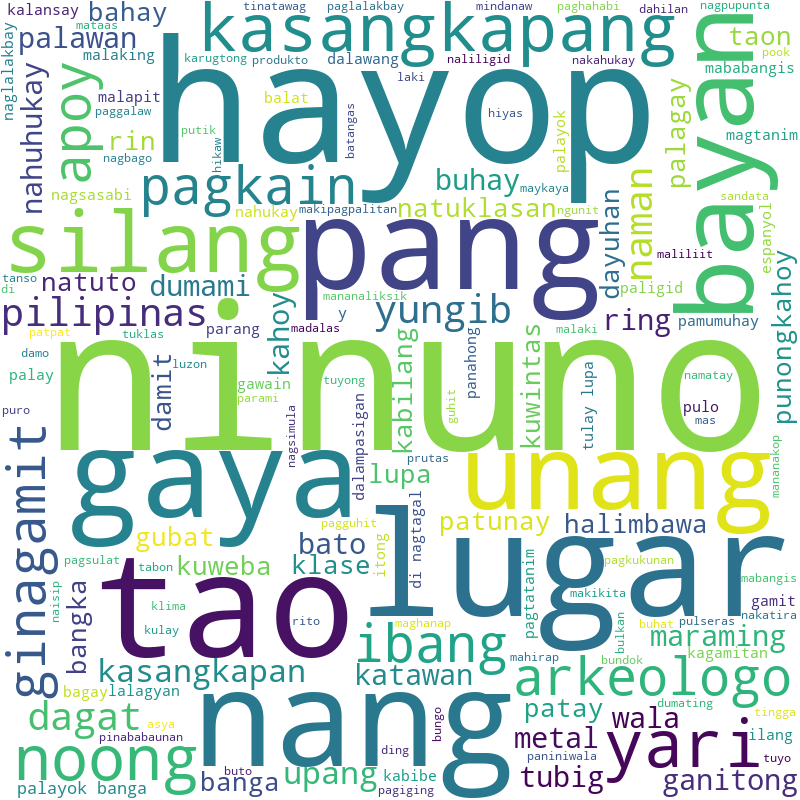 kalansay
bahay
tinatawag
paglalakbay
mindanaw
paghahabi
dahilan
nagpupunta
mataas
palawan
malaking
karugtong
produkto
dalawang
kasangkapang
naliligid
nakahukay
taon
pook
mababangis
naglalakbay
nahuhukay
malapit
paggalaw
apoy
rin
nagbago
balat
putik
hikaw
hayop
laki
hiyas
batangas
palayok
palagay
bayan
magtanim
nagsasabi
pagkain
nahukay
makipagpalitan
buhay
maykaya
natuklasan
ngunit
dayuhan
naman
sandata
espanyol
silang
pang
maliliit
paligid
tanso
di
natuto
dumami
mananaliksik
yungib
punongkahoy
pilipinas
patpat
tuklas
kahoy
parang
madalas
y
ring
pamumuhay
malaki
damo
palay
damit
luzon
gawain
parami
tuyong
kabilang
panahong
kuwintas
guhit
tulay lupa
namatay
pulo
mas
puro
ninuno
nagsimula
dalampasigan
prutas
mananakop
ginagamit
gaya
lupa
unang
pagguhit
patunay
halimbawa
gubat
bato
itong
di nagtagal
pagsulat
tabon
kuweba
klase
pagtatanim
pagkukunan
mabangis
naisip
bangka
klima
kulay
tao
rito
lugar
maghanap
makikita
buhat
pulseras
gamit
nakatira
bulkan
mahirap
ibang
maraming
bundok
kagamitan
kasangkapan
katawan
arkeologo
bagay
lalagyan
dagat
asya
pinababaunan
nang
bungo
patay
wala
dumating
tingga
metal
yari
ilang
noong
ding
paniniwala
tuyo
palayok banga
banga
buto
upang
kabibe
pagiging
tubig
ganitong